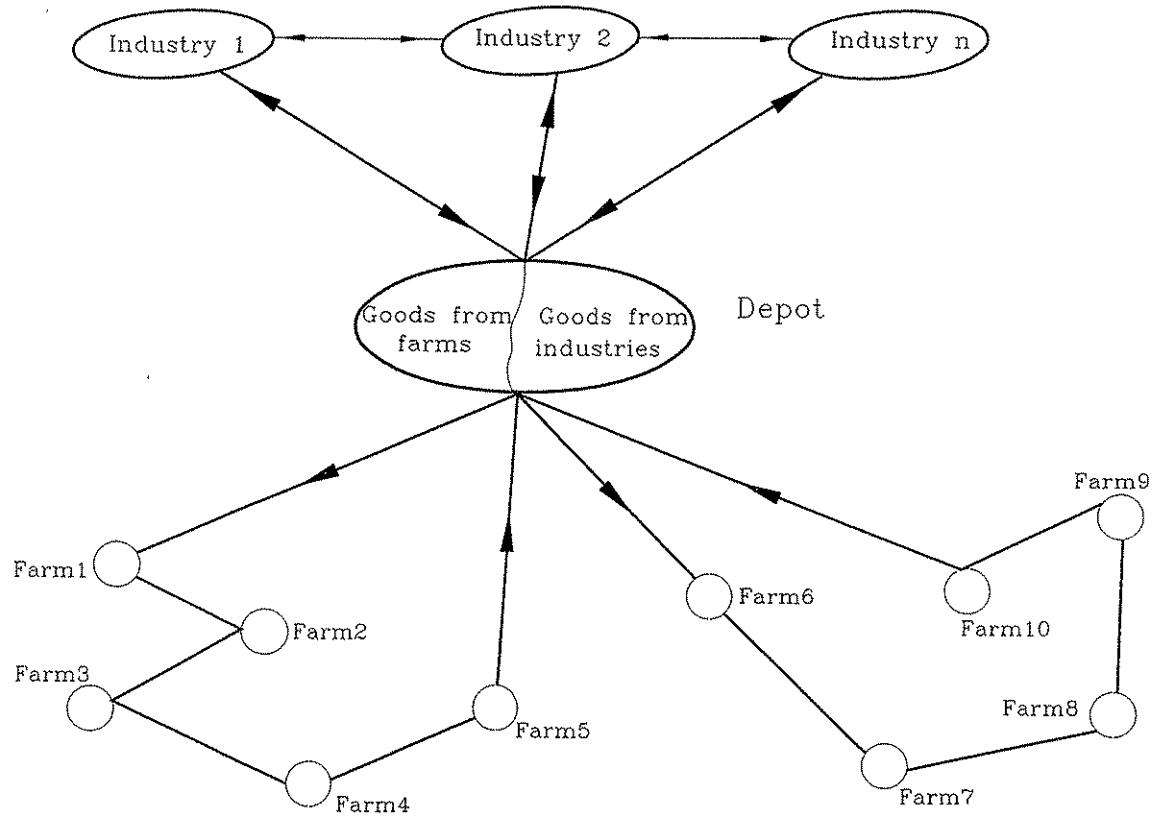 Industry 1
Industry 2
Industry n
Goods from
farms
Goods from
industries
Depot
Farm1
Farm2
Farm3
Farm4
Farm5
Farm6
Farm7
Farm8
Farm9
Farm10